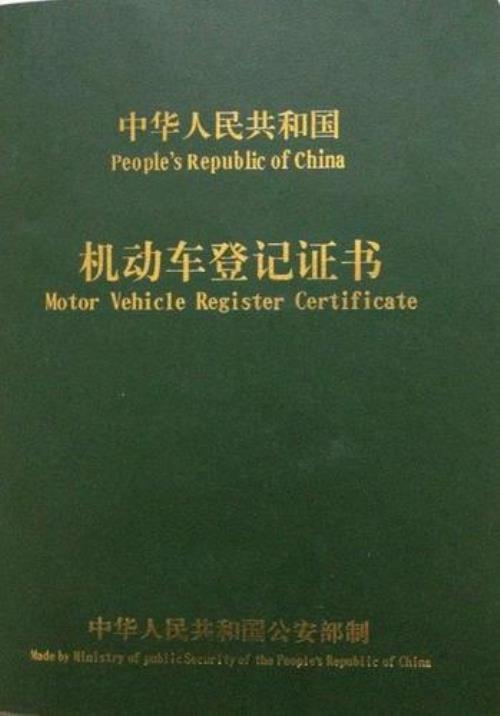 中华人民共和国
People's Republic of China
机动车登记证书
Motor Vehicle Register Certificate
中华人民共和国公安部制
Made by Ministry of public Security of the People's Republic of China